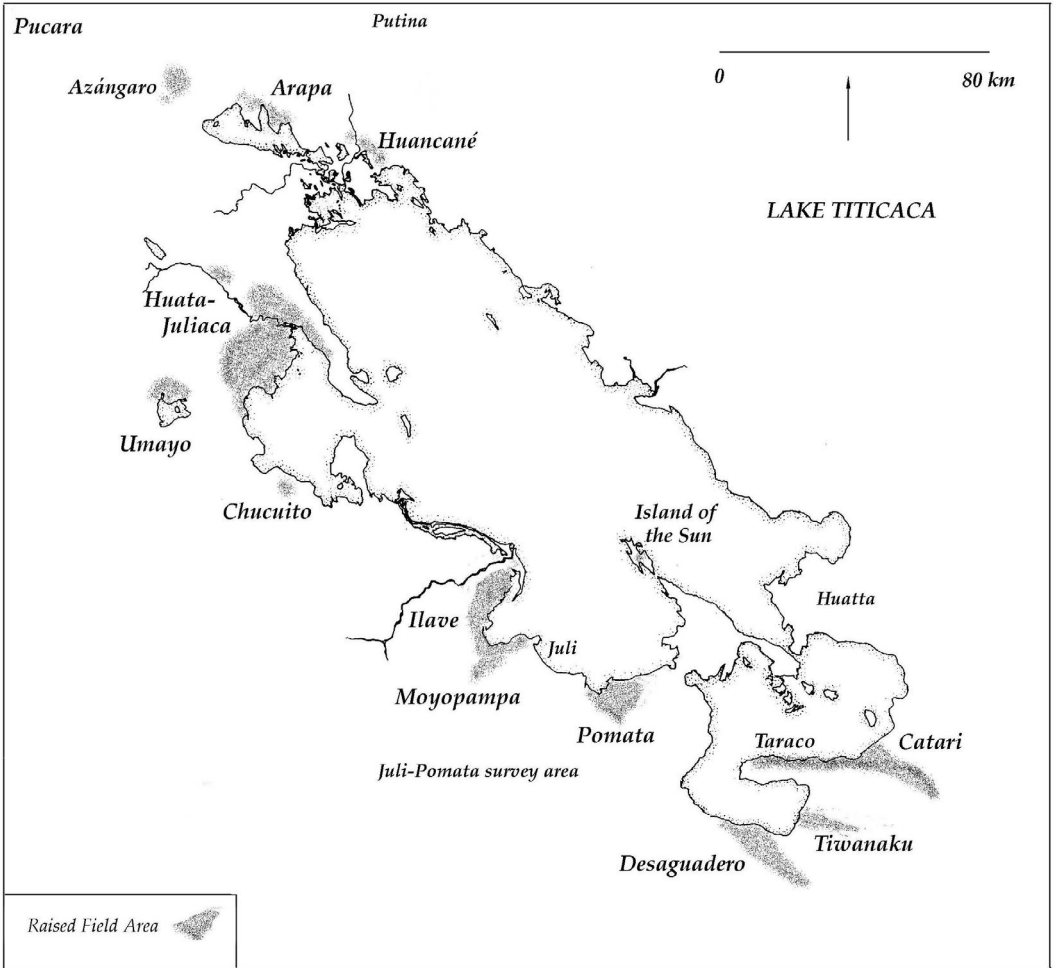 Pucara
Putina
0
80 km
Azángaro
Arapa
Huancané
LAKE TITICACA
Huata-
Juliaca
Umayo
Chucuito
Island of
the Sun
Huatta
Ilave
Juli
Moyopampa
Pomata
Taraco
Catari
Juli-Pomata survey area
Tiwanaku
Desaguadero
Raised Field Area